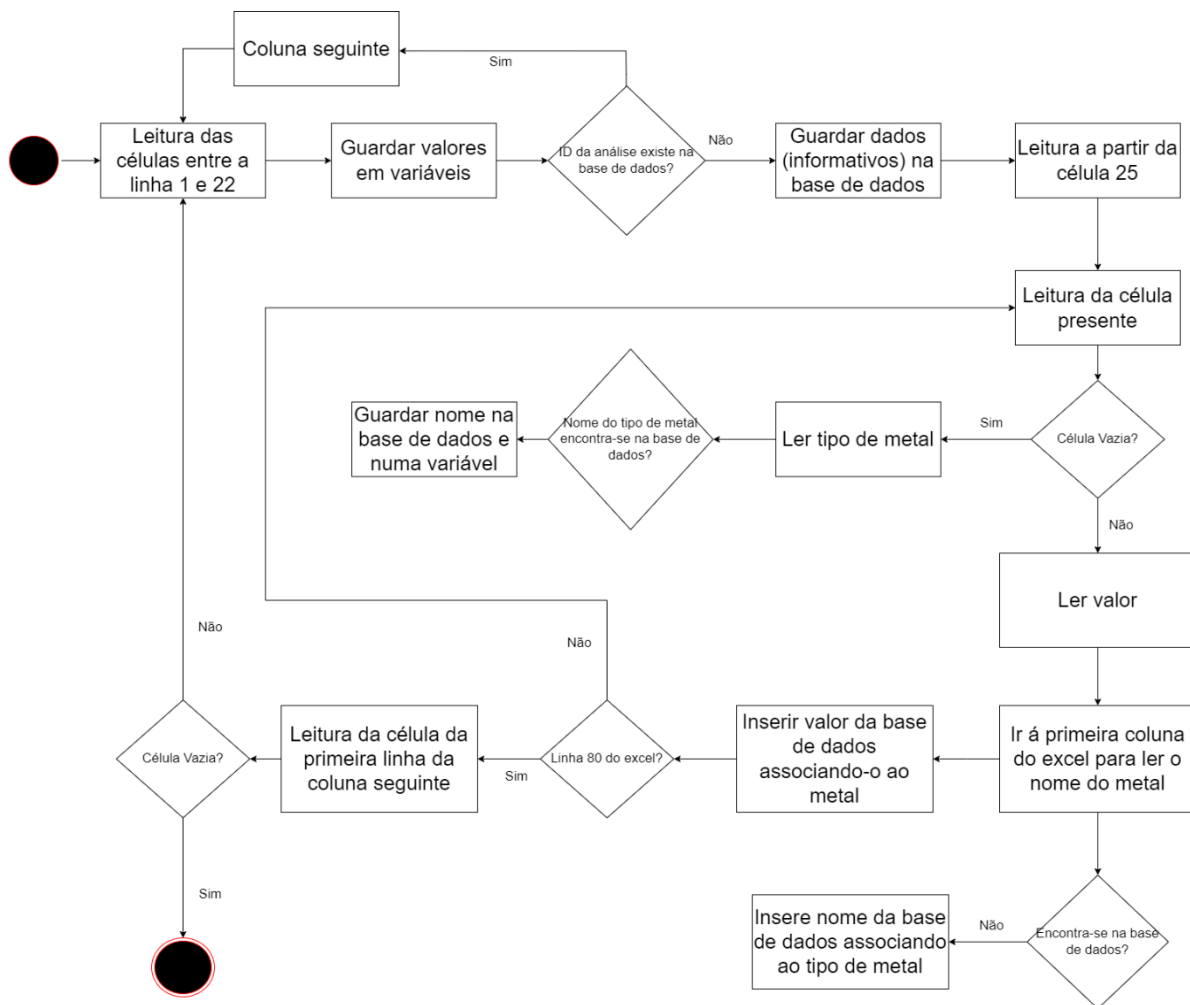 Coluna seguinte
Sim
Leitura das
células entre a
linha 1 e 22
Guardar valores
em variáveis
ID da análise existe na
base de dados?
Não
Guardar dados
(informativos) na
base de dados
Leitura a partir da
célula 25
Leitura da célula
presente
Célula Vazia?
Sim
Ler tipo de metal
Nome do tipo de metal
encontra-se na base de
dados?
Guardar nome na
base de dados e
numa variável
Não
Ler valor
Ir á primeira coluna
do excel para ler o
nome do metal
Inserir valor da base
de dados
associando-o ao
metal
Linha 80 do excel?
Não
Sim
Leitura da célula da
primeira linha da
coluna seguinte
Célula Vazia?
Não
Sim
Encontra-se na base
de dados?
Não
Insere nome da base
de dados associando
ao tipo de metal